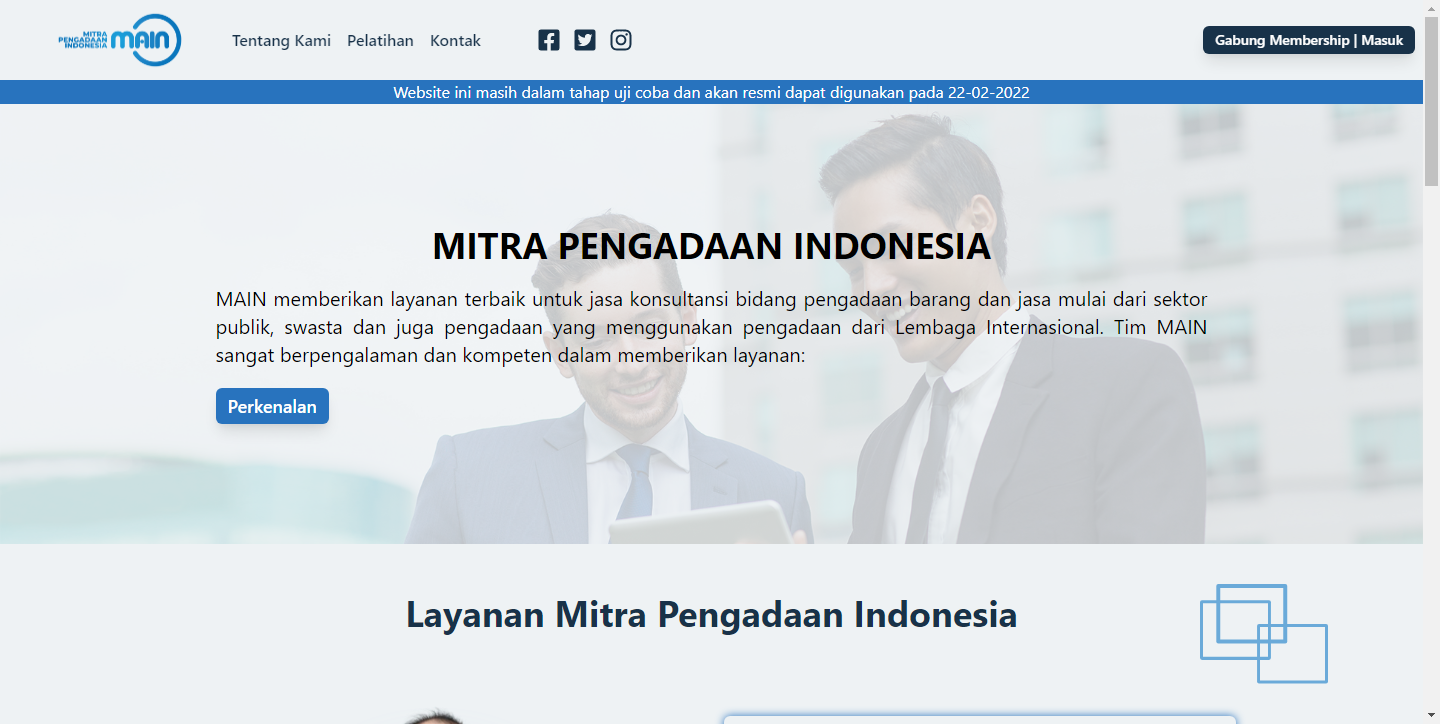 MITRA
PENGADAAN
INDONESIA
MAIN
Tentang Kami Pelatihan Kontak
Gabung Membership | Masuk
Website ini masih dalam tahap uji coba dan akan resmi dapat digunakan pada 22-02-2022
MITRA PENGADAAN INDONESIA
MAIN memberikan layanan terbaik untuk jasa konsultansi bidang pengadaan barang dan jasa mulai dari sektor
publik, swasta dan juga pengadaan yang menggunakan pengadaan dari Lembaga Internasional. Tim MAIN
sangat berpengalaman dan kompeten dalam memberikan layanan:
Perkenalan
Layanan Mitra Pengadaan Indonesia